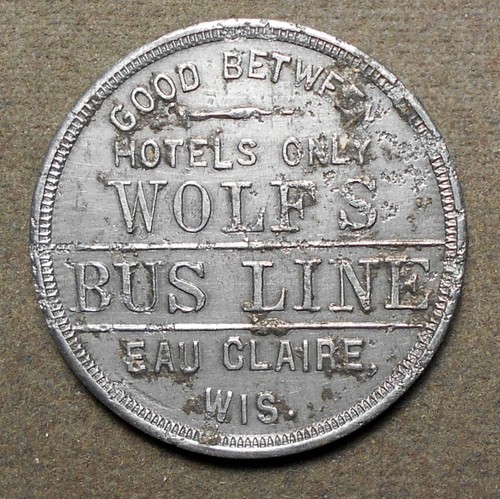 GOOD BETWEEN
HOTELS ONLY
WOLF'S
BUS LINE
EAU CLAIRE,
WIS.